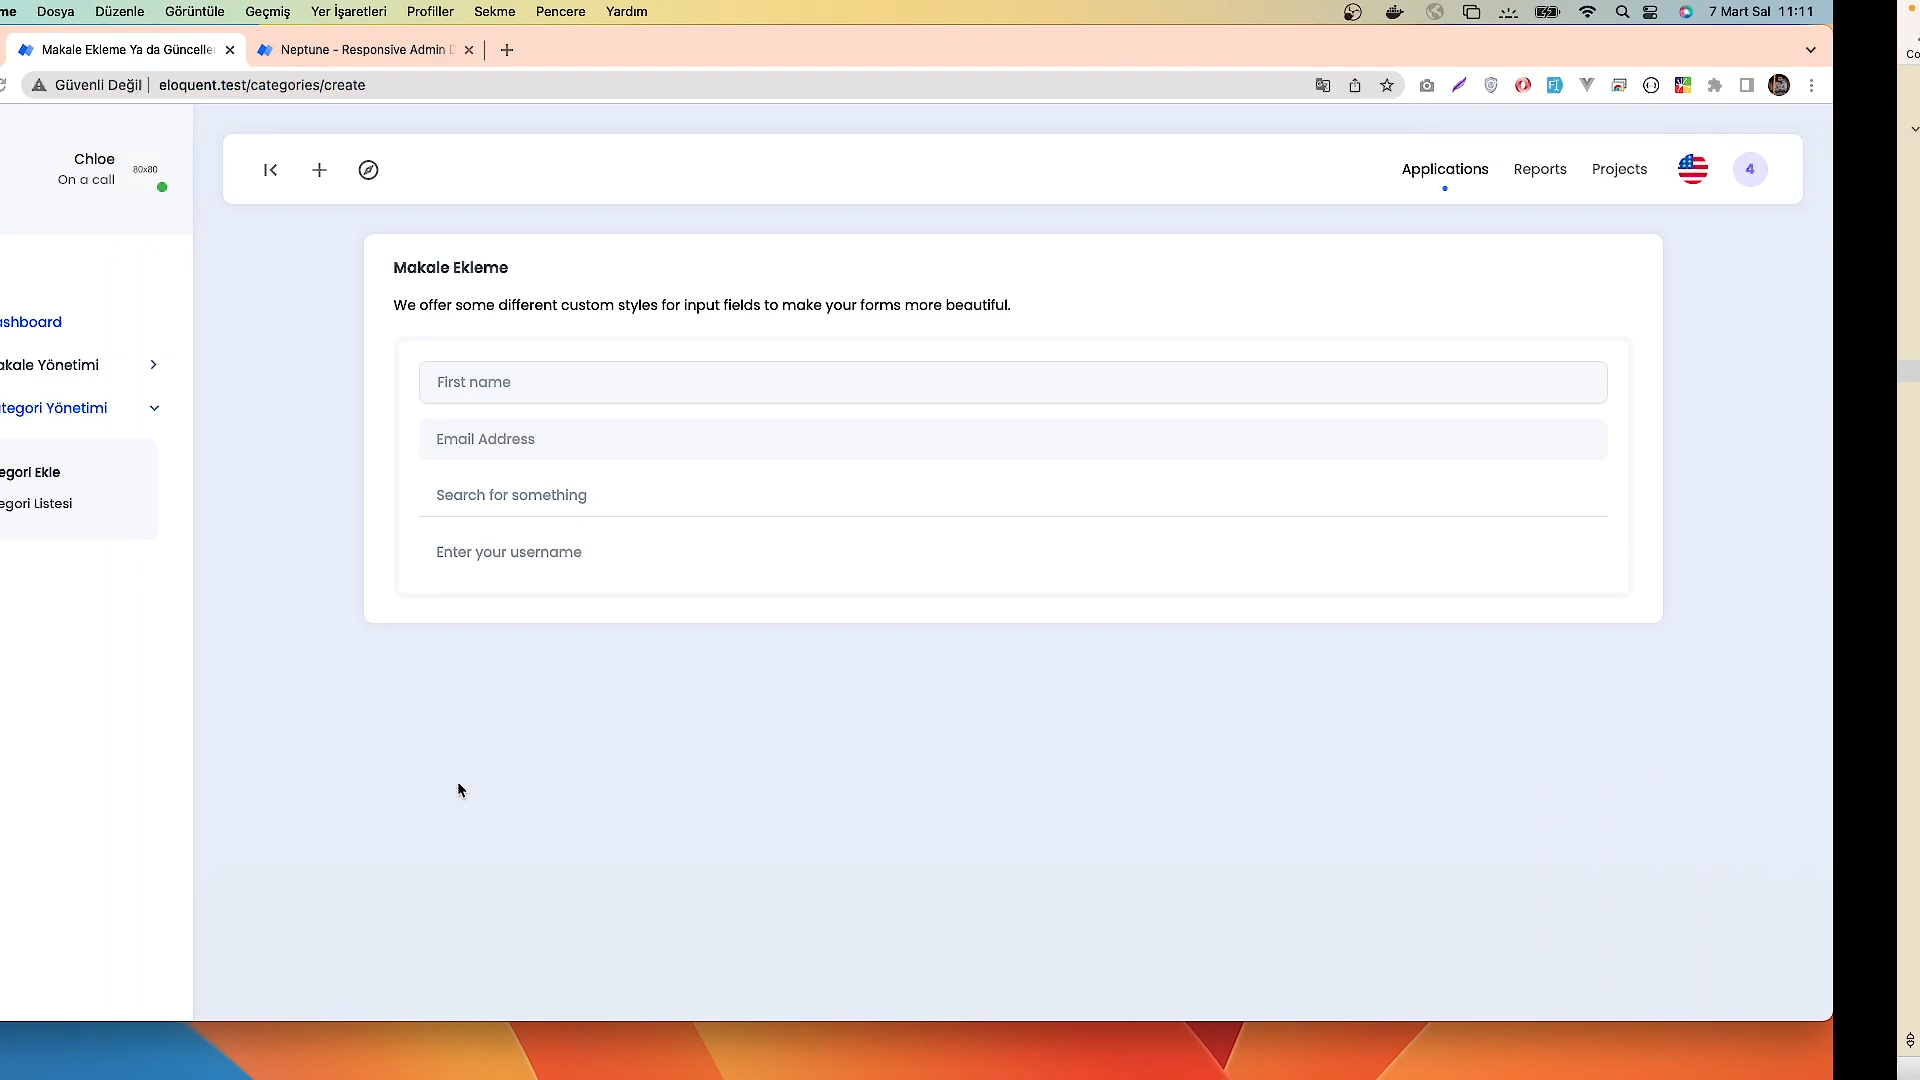 me Dosya Düzenle Görüntüle Geçmiş Yer İşaretleri Profiller Sekme Pencere Yardım 7 Mart Sal 11:11
Makale Ekleme Ya da Güncelle Neptune - Responsive Admin D
Güvenli Değil eloquent.test/categories/create
Co
Chloe
On a call
80x80
Applications Reports Projects 4
Makale Ekleme
We offer some different custom styles for input fields to make your forms more beautiful.
ashboard
akale Yönetimi
tegori Yönetimi
egori Ekle
egori Listesi
First name
Email Address
Search for something
Enter your username